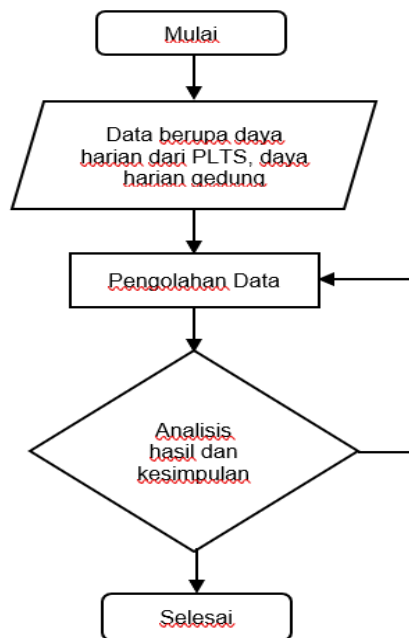 Mulai
Data berupa daya
harian dari PLTS, daya
harian gedung
Pengolahan Data
Analisis
hasil dan
kesimpulan
Selesai